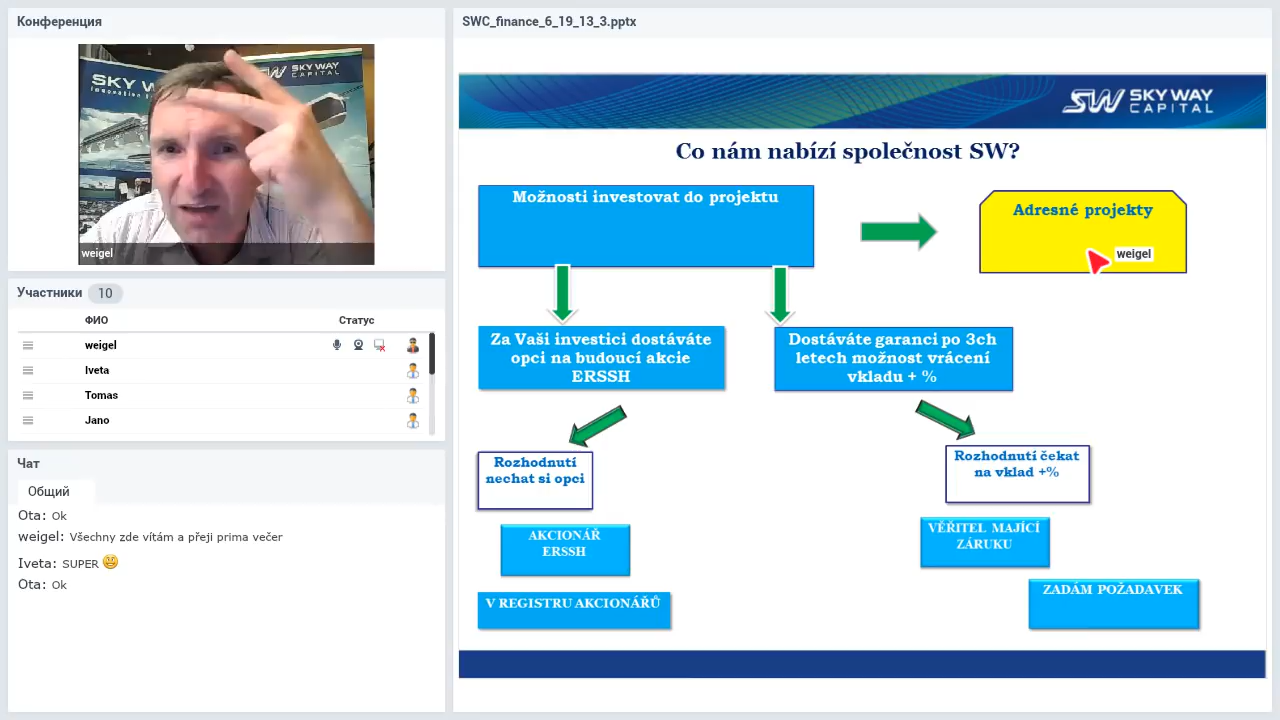 Конференция
SKY W
SKY WAY
CAPITAL
weigel
Участники 10
ФИО Статус
weigel
Iveta
Tomas
Jano
Чат
Общий
Ota: Ok
weigel: Všechny zde vítám a přeji prima večer
Iveta: SUPER
Ota: Ok
SWC_finance_6_19_13_3.pptx
SW SKY WAY
CAPITAL
Co nám nabízí společnost SW?
Možnosti investovat do projektu
Adresné projekty
weigel
Za Vaši investici dostáváte
opci na budoucí akcie
ERSSH
Dostáváte garanci po 3ch
letech možnost vrácení
vkladu + %
Rozhodnutí
nechat si opci
Rozhodnutí čekat
na vklad +%
AKCIONÁŘ
ERSSH
VĚŘITEL MAJÍCÍ
ZÁRUKU
V REGISTRU AKCIONÁŘŮ
ZADÁM POŽADAVEK